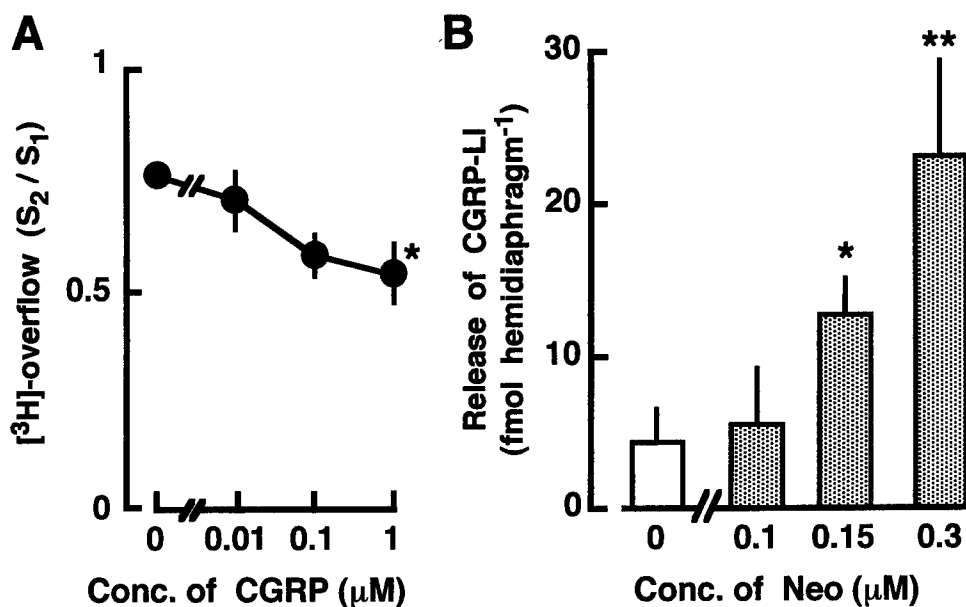 A
[³H]-overflow (S₂ / S₁)
1
0.5
0
*
0 0.01 0.1 1
Conc. of CGRP (μM)
B
Release of CGRP-LI
(fmol hemidiaphragm⁻¹)
30
20
10
0
*
**
0 0.1 0.15 0.3
Conc. of Neo (μM)